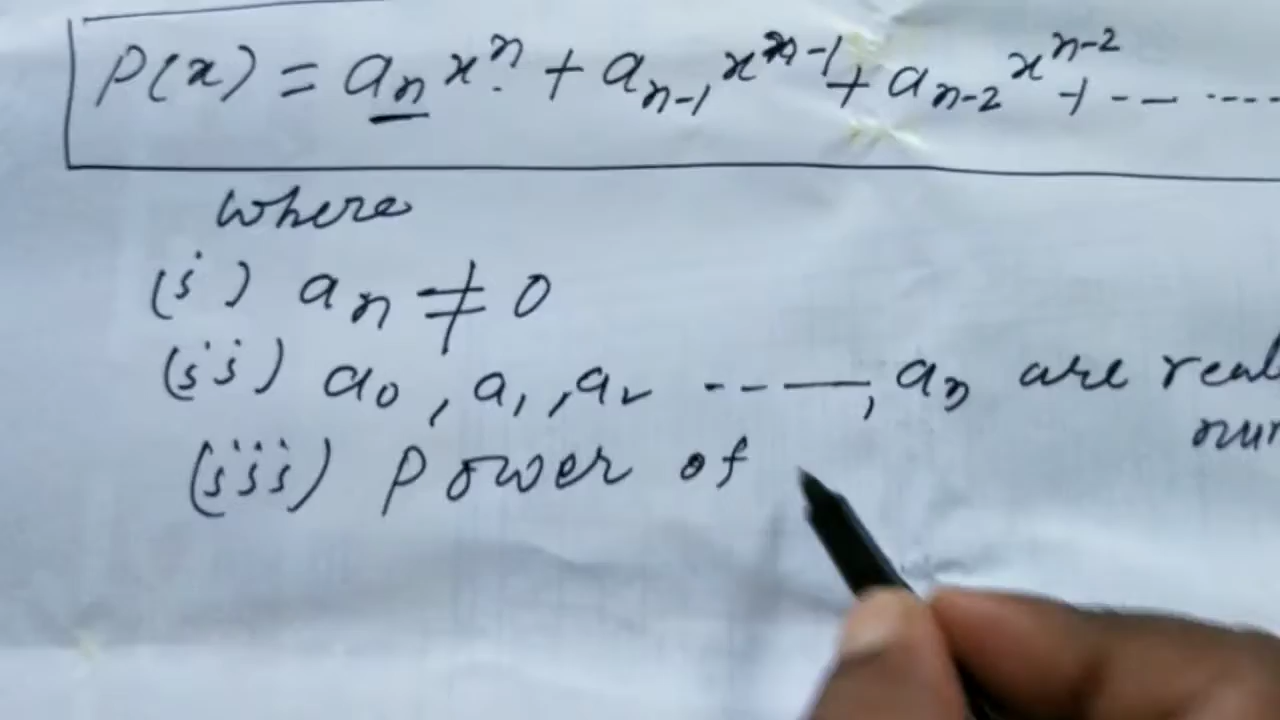 P(x) = aₙxⁿ + aₙ₋₁xⁿ⁻¹ + aₙ₋₂xⁿ⁻² + -- ----
where
(i) aₙ ≠ 0
(ii) a₀, a₁, a₂ -----, aₙ are real
(iii) Power of